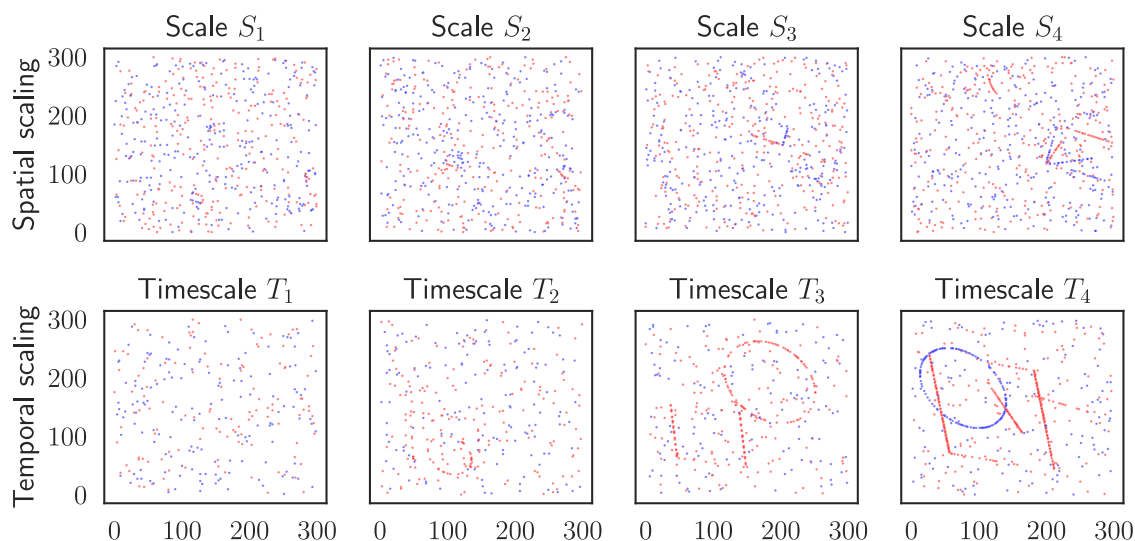 Scale S₁ Scale S₂ Scale S₃ Scale S₄
Spatial scaling
300
200
100
0
Timescale T₁ Timescale T₂ Timescale T₃ Timescale T₄
Temporal scaling
300
200
100
0
0 100 200 300 0 100 200 300 0 100 200 300 0 100 200 300